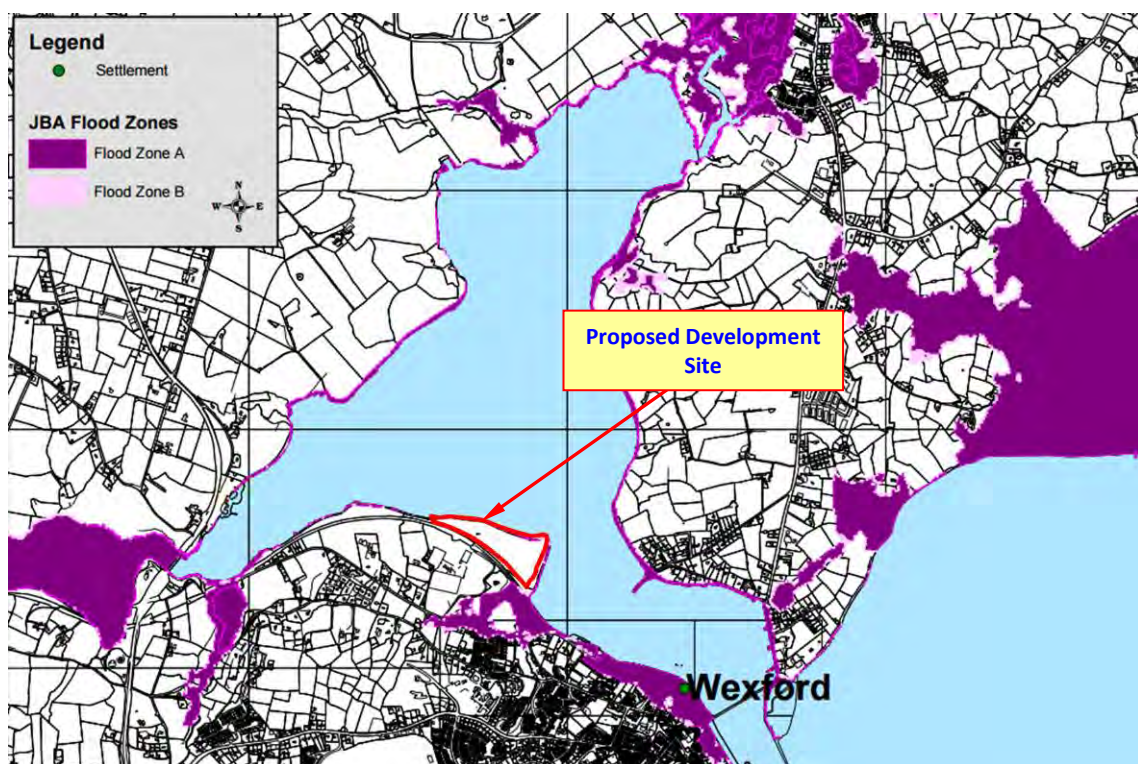 Legend
Settlement
JBA Flood Zones
Flood Zone A
Flood Zone B
N
W E
S
Proposed Development
Site
Wexford